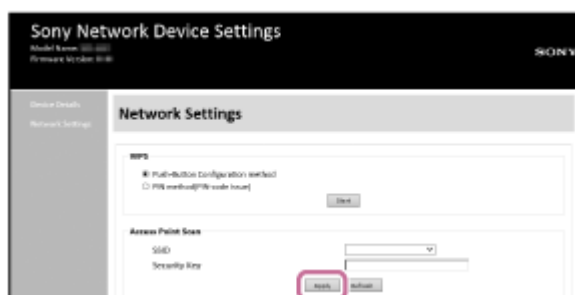 Sony Network Device Settings
Model Name
Firmware Version
SONY
Device Details
Network Settings
Network Settings
WPS
Push-Button Configuration method
PIN method(PIN-code issue)
Start
Access Point Scan
SSID
Security Key
Apply Refresh